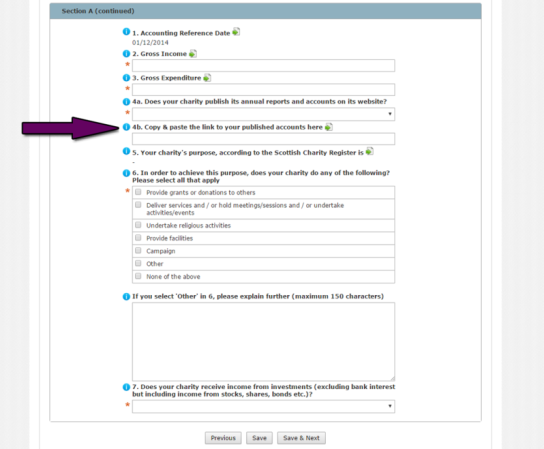 Section A (continued)
1. Accounting Reference Date
01/12/2014
2. Gross Income
*
3. Gross Expenditure
*
4a. Does your charity publish its annual reports and accounts on its website?
*
4b. Copy & paste the link to your published accounts here
5. Your charity's purpose, according to the Scottish Charity Register is
-
6. In order to achieve this purpose, does your charity do any of the following?
Please select all that apply
* Provide grants or donations to others
Deliver services and / or hold meetings/sessions and / or undertake
activities/events
Undertake religious activities
Provide facilities
Campaign
Other
None of the above
If you select 'Other' in 6, please explain further (maximum 150 characters)
7. Does your charity receive income from investments (excluding bank interest
but including income from stocks, shares, bonds etc.)?
*
Previous Save Save & Next